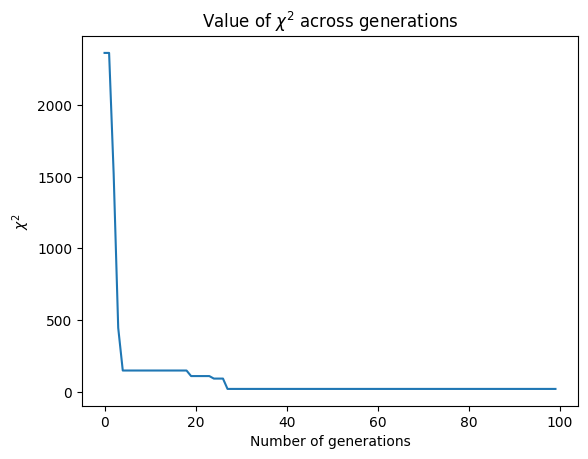 Value of χ² across generations
2000
1500
1000
500
0
χ²
0 20 40 60 80 100
Number of generations